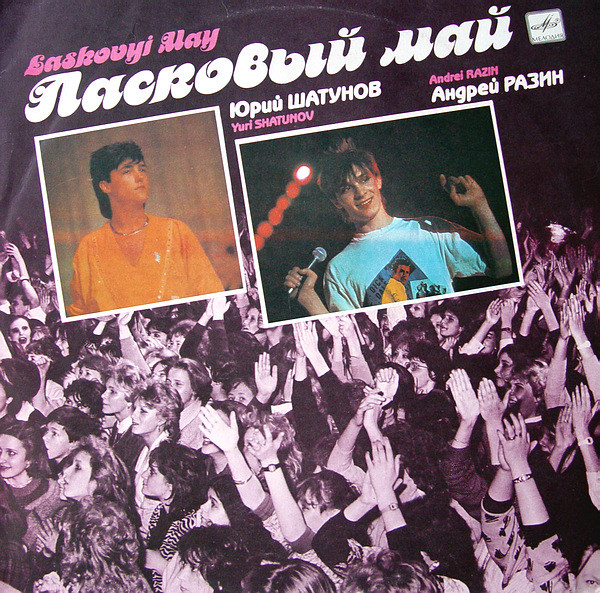 Laskovyi May
Ласковый май
МЕЛОДИЯ
Юрий ШАТУНОВ
Yuri SHATUNOV
Andrei RAZIN
Андрей РАЗИН